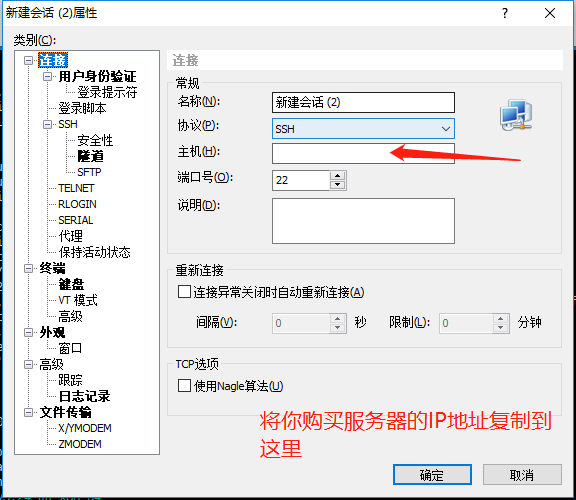 新建会话 (2)属性
?
类别(C):
连接
用户身份验证
登录提示符
登录脚本
SSH
安全性
隧道
SFTP
TELNET
RLOGIN
SERIAL
代理
保持活动状态
终端
键盘
VT 模式
高级
外观
窗口
高级
跟踪
日志记录
文件传输
X/YMODEM
ZMODEM
连接
常规
名称(N): 新建会话 (2)
协议(P): SSH
主机(H):
端口号(O): 22
说明(D):
重新连接
连接异常关闭时自动重新连接(A)
间隔(V): 0 秒 限制(L): 0 分钟
TCP选项
使用Nagle算法(U)
将你购买服务器的IP地址复制到
这里
确定 取消